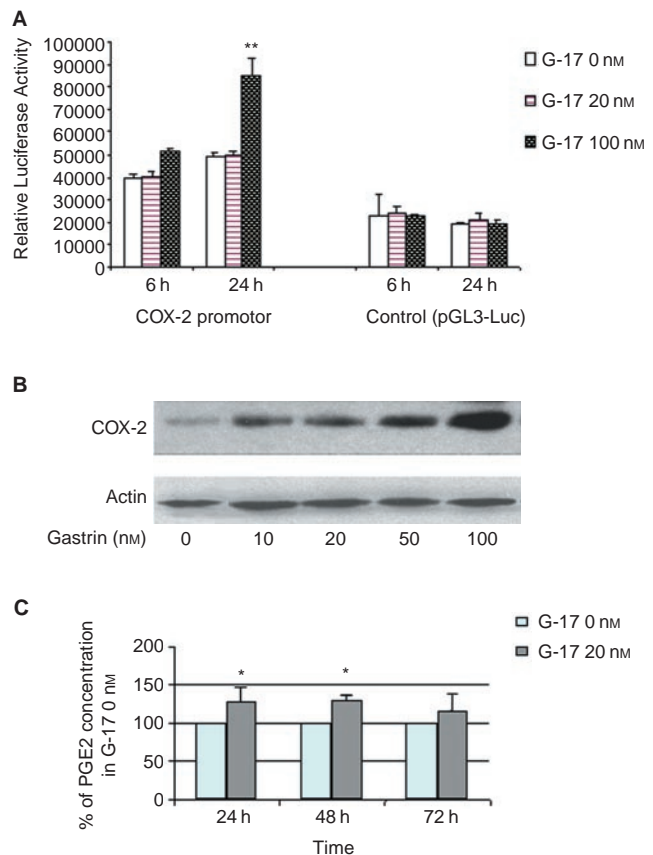 A
Relative Luciferase Activity
100000
90000
80000
70000
60000
50000
40000
30000
20000
10000
0
**
6 h
24 h
6 h
24 h
COX-2 promotor
Control (pGL3-Luc)
G-17 0 nM
G-17 20 nM
G-17 100 nM
B
COX-2
Actin
Gastrin (nM) 0 10 20 50 100
C
% of PGE2 concentration
in G-17 0 nM
200
150
100
50
0
*
*
24 h
48 h
72 h
Time
G-17 0 nM
G-17 20 nM